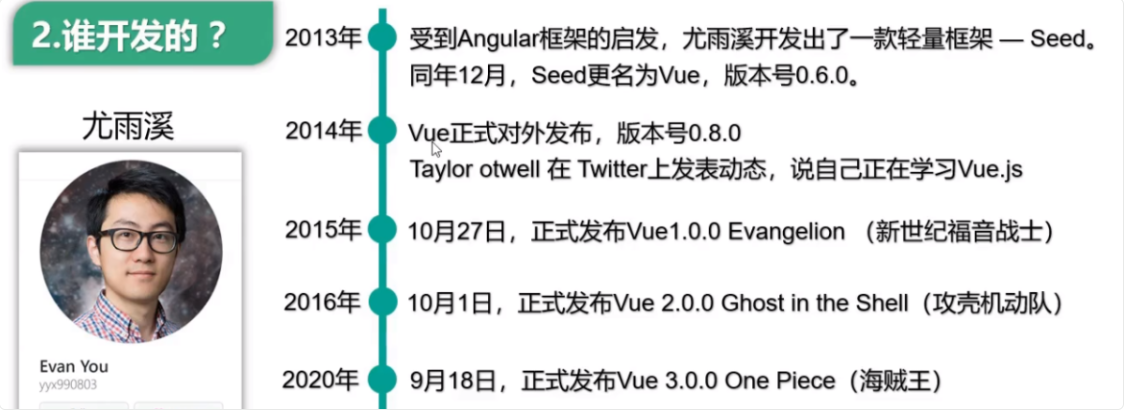 2.谁开发的？
尤雨溪
Evan You
yyx990803
2013年
受到Angular框架的启发，尤雨溪开发出了一款轻量框架 — Seed。
同年12月，Seed更名为Vue，版本号0.6.0。
2014年
Vue正式对外发布，版本号0.8.0
Taylor otwell 在 Twitter上发表动态，说自己正在学习Vue.js
2015年
10月27日，正式发布Vue1.0.0 Evangelion （新世纪福音战士）
2016年
10月1日，正式发布Vue 2.0.0 Ghost in the Shell（攻壳机动队）
2020年
9月18日，正式发布Vue 3.0.0 One Piece（海贼王）